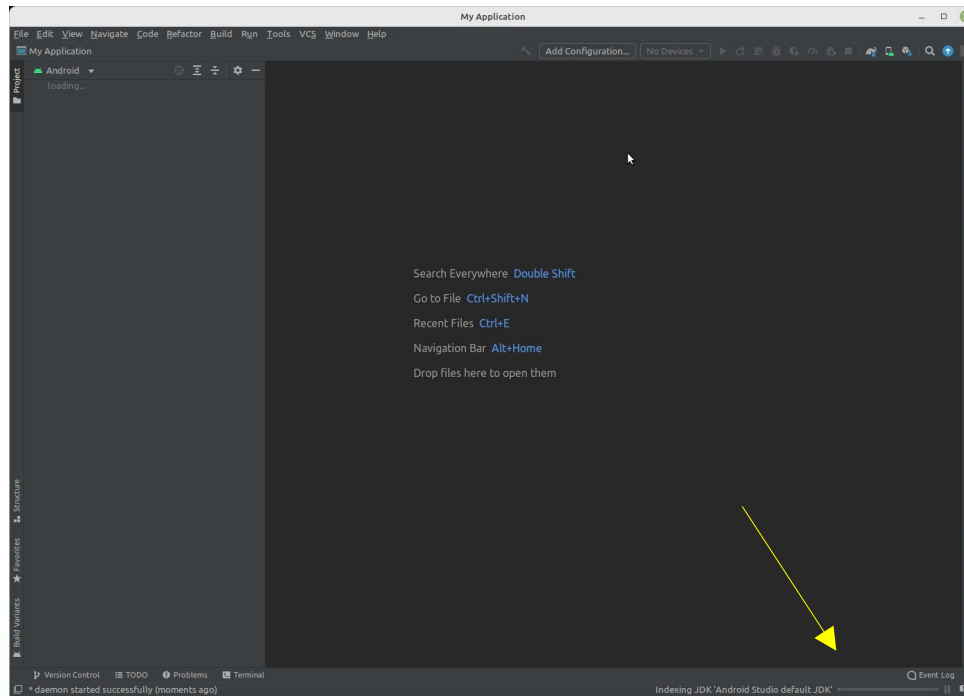 My Application
File Edit View Navigate Code Refactor Build Run Tools VCS Window Help
My Application
Add Configuration...
No Devices
Project
Android
loading...
Search Everywhere Double Shift
Go to File Ctrl+Shift+N
Recent Files Ctrl+E
Navigation Bar Alt+Home
Drop files here to open them
Structure
Favorites
Build Variants
Version Control TODO Problems Terminal
Event Log
* daemon started successfully (moments ago)
Indexing JDK 'Android Studio default JDK'